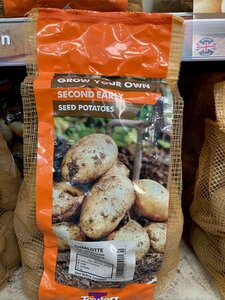 GROW YOUR OWN
SECOND EARLY
SEED POTATOES
CHARLOTTE
Taylors